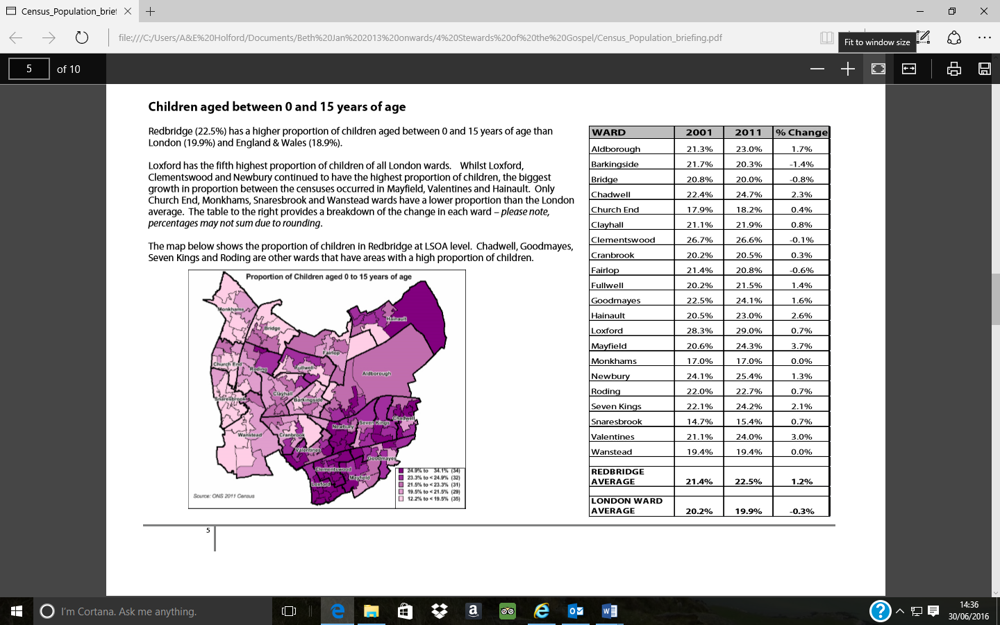 Census_Population_brief
file:///C:/Users/A&E%20Holford/Documents/Beth%20Jan%202013%20onwards/4%20Stewards%20of%20the%20Gospel/Census_Population_briefing.pdf
Fit to window size
5 of 10
Children aged between 0 and 15 years of age
Redbridge (22.5%) has a higher proportion of children aged between 0 and 15 years of age than
London (19.9%) and England & Wales (18.9%).
Loxford has the fifth highest proportion of children of all London wards. Whilst Loxford,
Clementswood and Newbury continued to have the highest proportion of children, the biggest
growth in proportion between the censuses occurred in Mayfield, Valentines and Hainault. Only
Church End, Monkhams, Snaresbrook and Wanstead wards have a lower proportion than the London
average. The table to the right provides a breakdown of the change in each ward – please note,
percentages may not sum due to rounding.
The map below shows the proportion of children in Redbridge at LSOA level. Chadwell, Goodmayes,
Seven Kings and Roding are other wards that have areas with a high proportion of children.
Proportion of Children aged 0 to 15 years of age
Monkhams
Bridge
Hainault
Fairlop
Church End
Roding
Fullwell
Aldborough
Clayhall
Snaresbrook
Barkingside
Chadwell
Newbury
Seven Kings
Wanstead
Cranbrook
Valentines
Goodmayes
Clementswood
Mayfield
Loxford
24.9% to 34.1% (34)
23.3% to < 24.9% (32)
21.5% to < 23.3% (31)
19.5% to < 21.5% (29)
12.2% to < 19.5% (35)
Source: ONS 2011 Census
WARD 2001 2011 % Change
Aldborough 21.3% 23.0% 1.7%
Barkingside 21.7% 20.3% -1.4%
Bridge 20.8% 20.0% -0.8%
Chadwell 22.4% 24.7% 2.3%
Church End 17.9% 18.2% 0.4%
Clayhall 21.1% 21.9% 0.8%
Clementswood 26.7% 26.6% -0.1%
Cranbrook 20.2% 20.5% 0.3%
Fairlop 21.4% 20.8% -0.6%
Fullwell 20.2% 21.5% 1.4%
Goodmayes 22.5% 24.1% 1.6%
Hainault 20.5% 23.0% 2.6%
Loxford 28.3% 29.0% 0.7%
Mayfield 20.6% 24.3% 3.7%
Monkhams 17.0% 17.0% 0.0%
Newbury 24.1% 25.4% 1.3%
Roding 22.0% 22.7% 0.7%
Seven Kings 22.1% 24.2% 2.1%
Snaresbrook 14.7% 15.4% 0.7%
Valentines 21.1% 24.0% 3.0%
Wanstead 19.4% 19.4% 0.0%
REDBRIDGE
AVERAGE 21.4% 22.5% 1.2%
LONDON WARD
AVERAGE 20.2% 19.9% -0.3%
5
I'm Cortana. Ask me anything.
14:36
30/06/2016